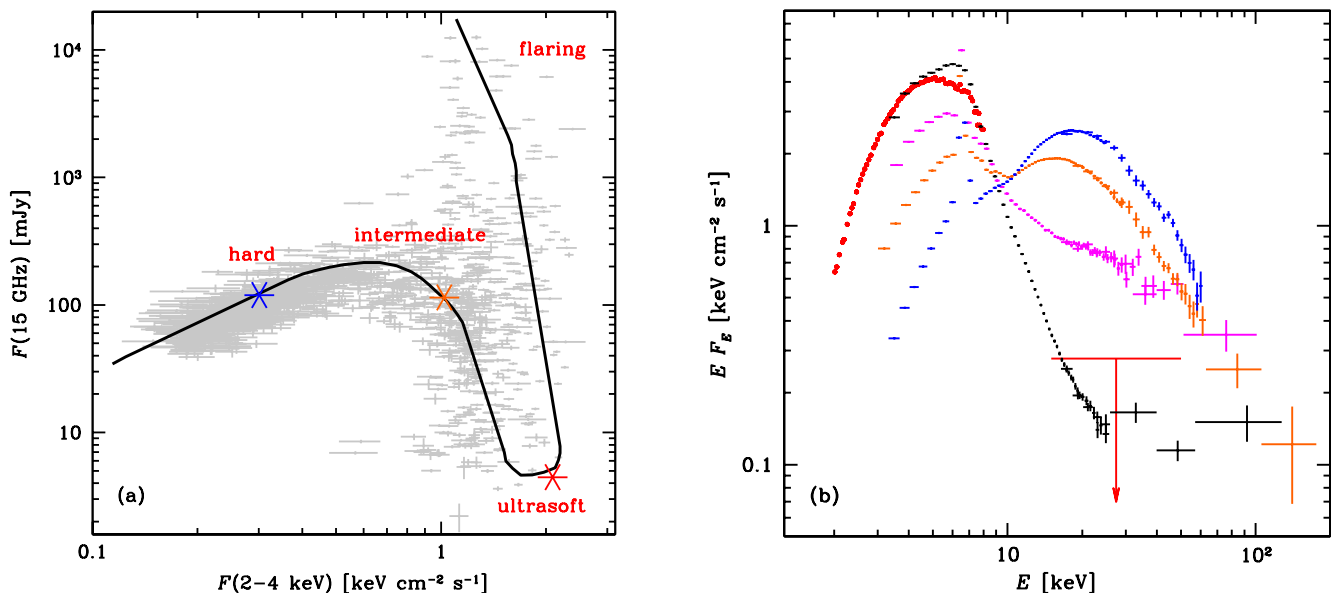 10⁴
10³
100
10
F(15 GHz) [mJy]
flaring
intermediate
hard
ultrasoft
(a)
0.1
1
F(2−4 keV) [keV cm⁻² s⁻¹]
1
0.1
E F_E [keV cm⁻² s⁻¹]
(b)
10
10²
E [keV]